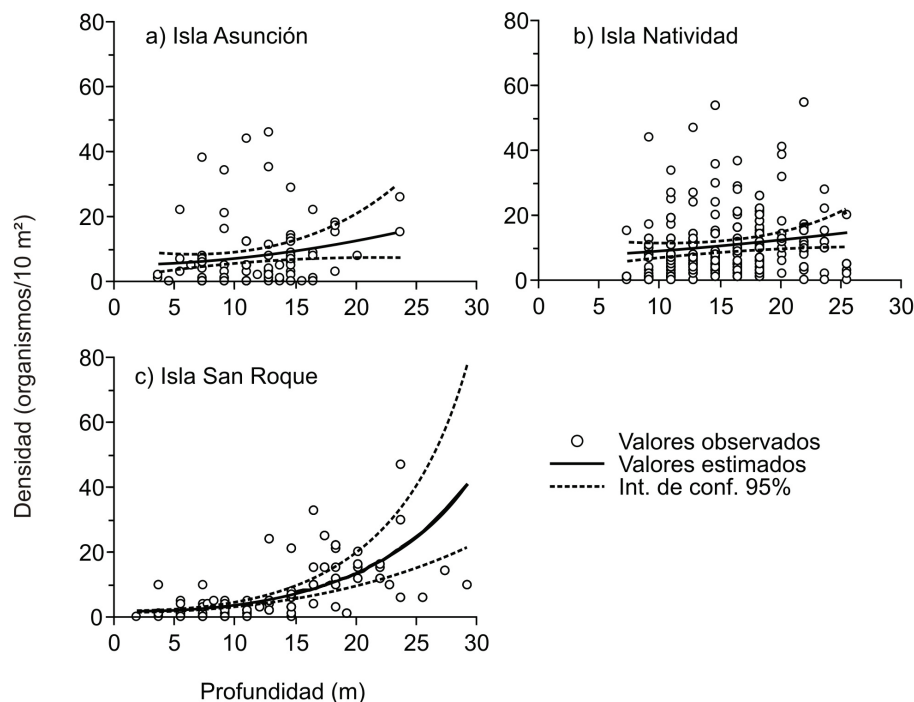 a) Isla Asunción
80
60
40
20
0
0 5 10 15 20 25 30
b) Isla Natividad
80
60
40
20
0
0 5 10 15 20 25 30
Densidad (organismos/10 m²)
c) Isla San Roque
80
60
40
20
0
0 5 10 15 20 25 30
Profundidad (m)
Valores observados
Valores estimados
Int. de conf. 95%